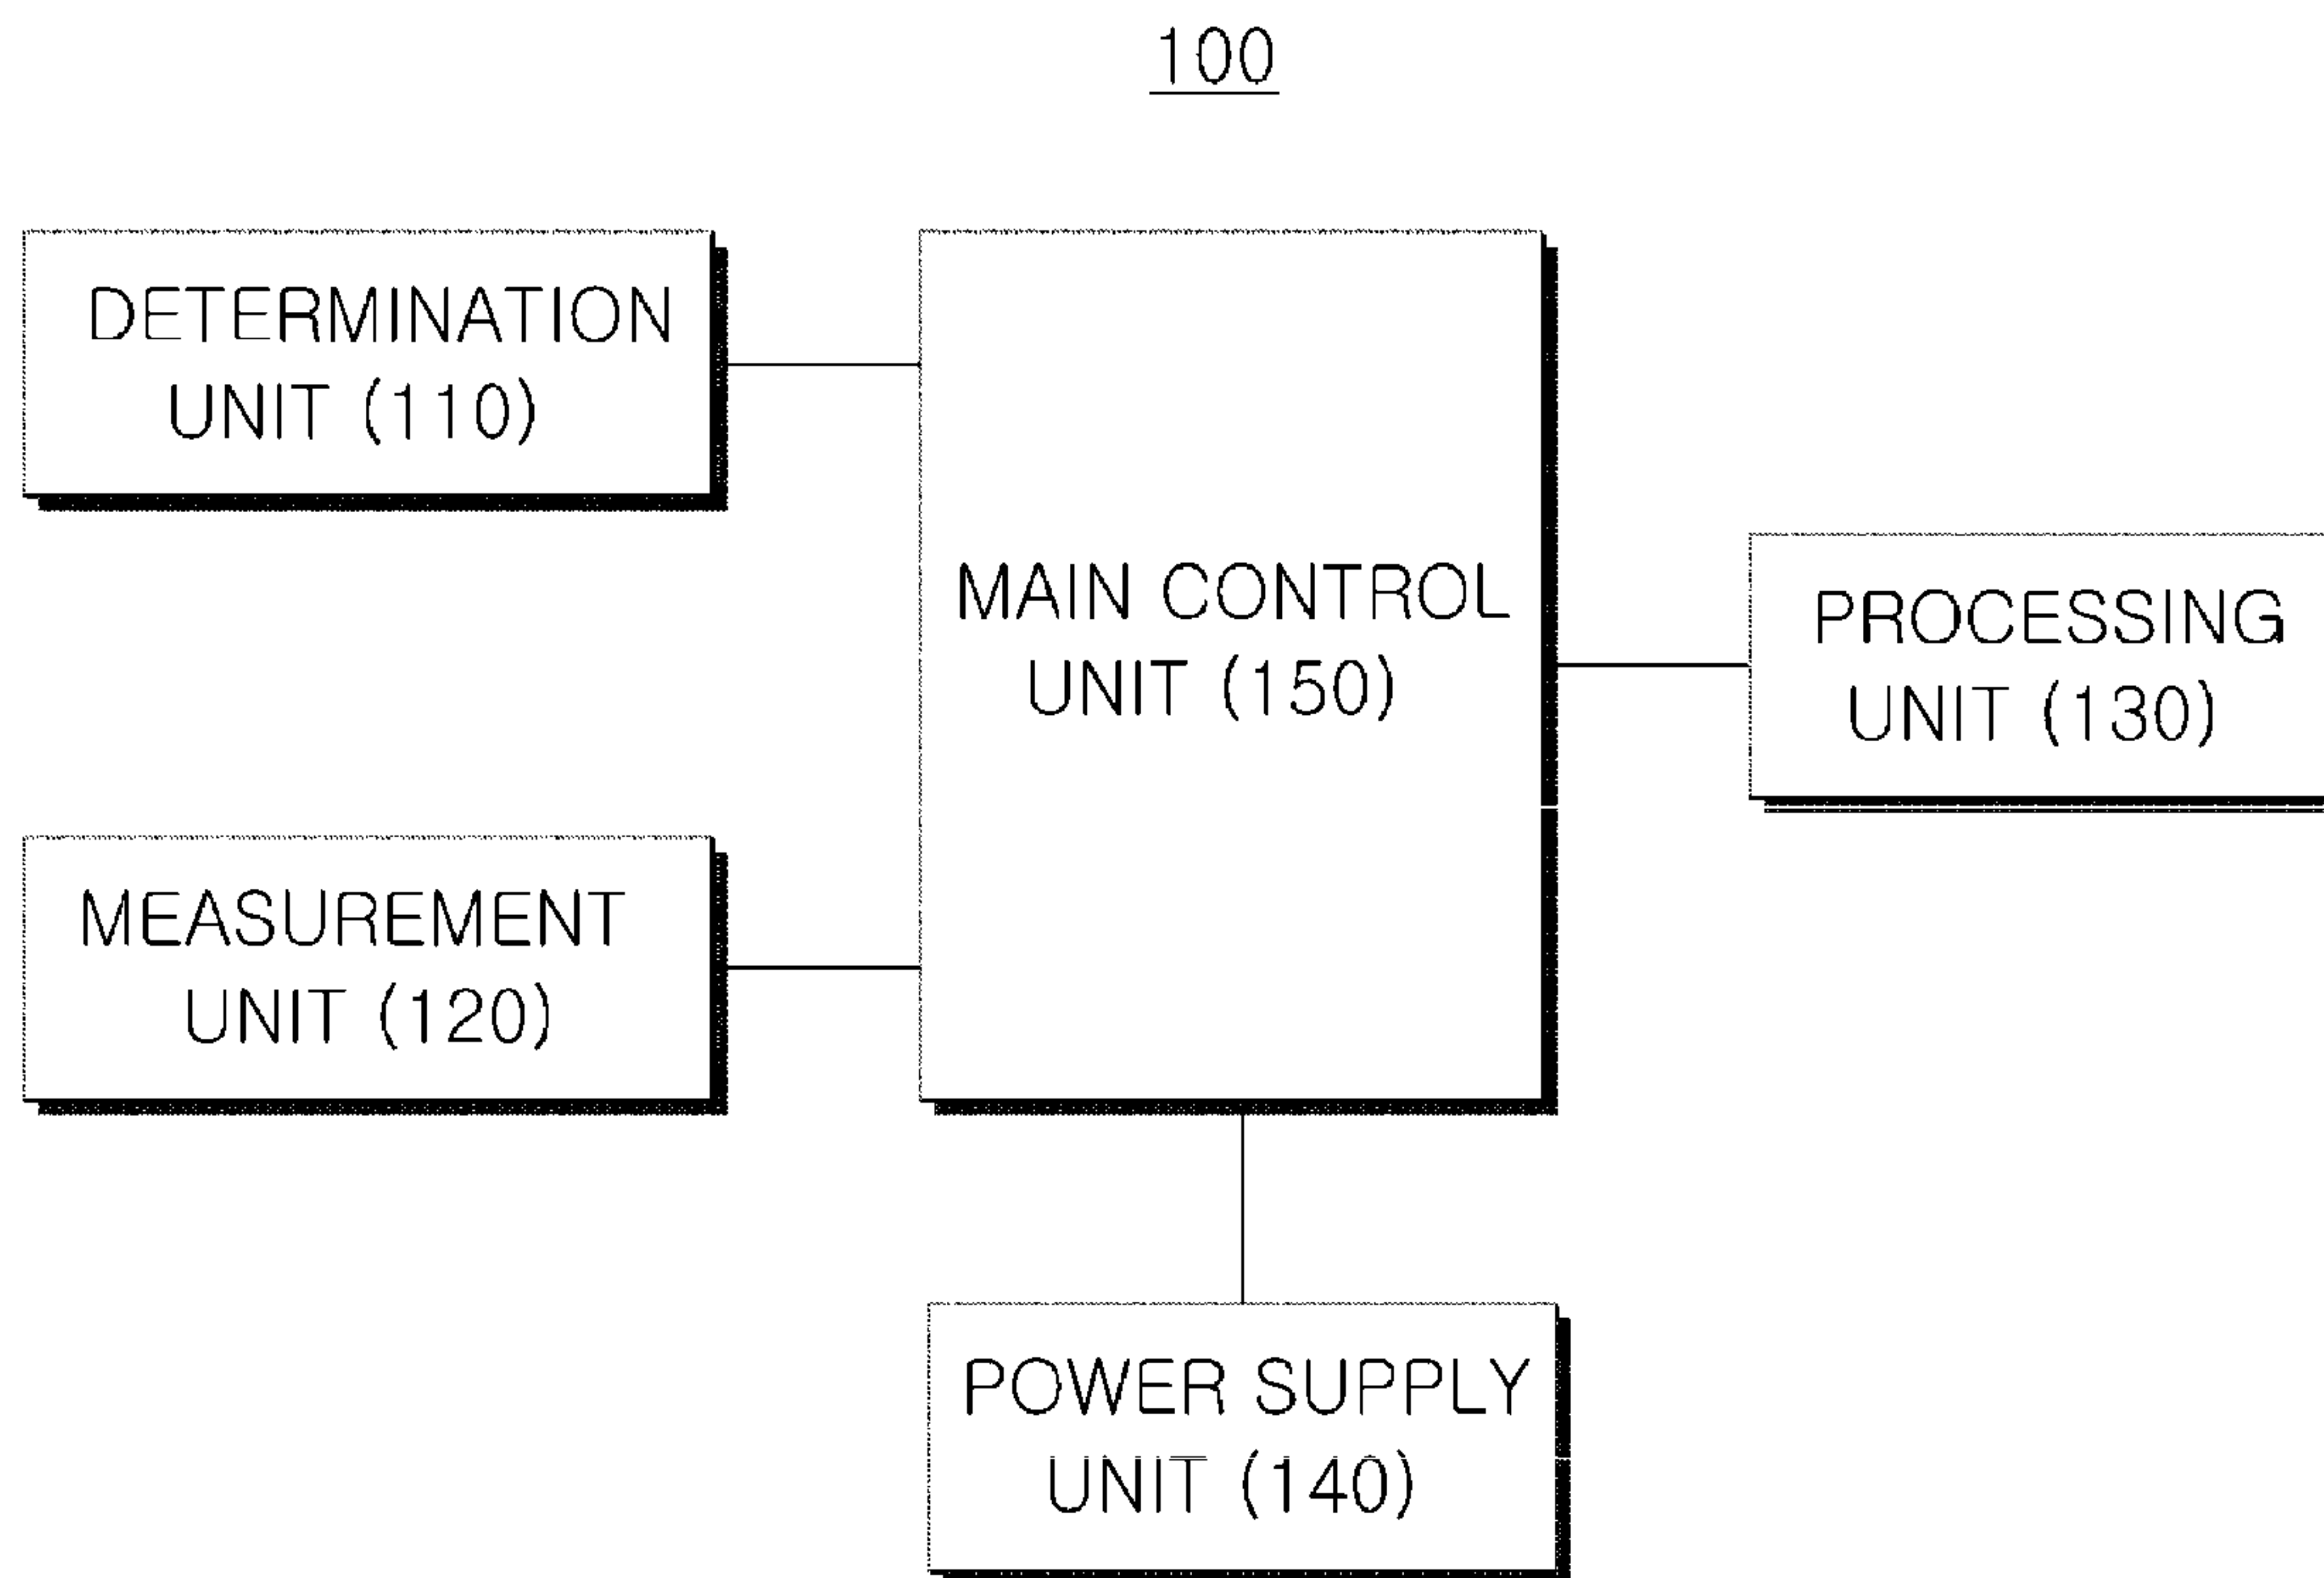 100
DETERMINATION
UNIT (110)
MAIN CONTROL
UNIT (150)
PROCESSING
UNIT (130)
MEASUREMENT
UNIT (120)
POWER SUPPLY
UNIT (140)